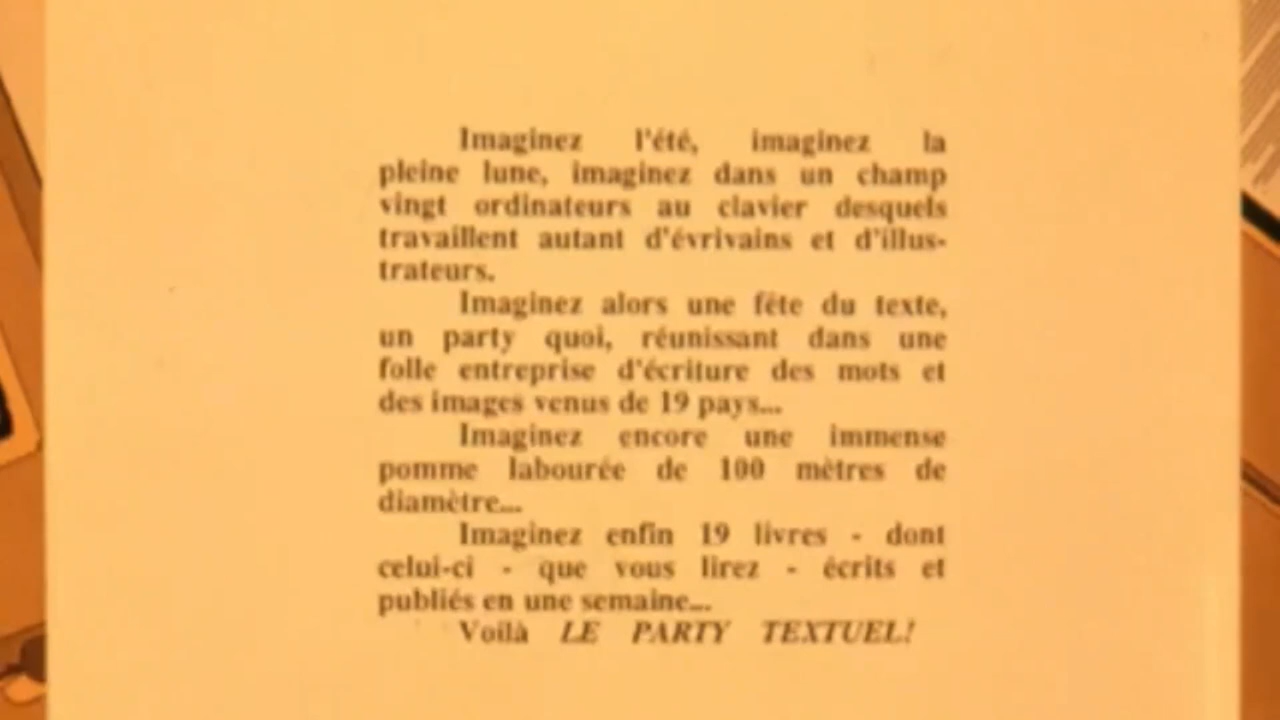 Imaginez l'été, imaginez la
pleine lune, imaginez dans un champ
vingt ordinateurs au clavier desquels
travaillent autant d'évrivains et d'illus-
trateurs.
Imaginez alors une fête du texte,
un party quoi, réunissant dans une
folle entreprise d'écriture des mots et
des images venus de 19 pays...
Imaginez encore une immense
pomme labourée de 100 mètres de
diamètre...
Imaginez enfin 19 livres - dont
celui-ci - que vous lirez - écrits et
publiés en une semaine...
Voilà LE PARTY TEXTUEL!